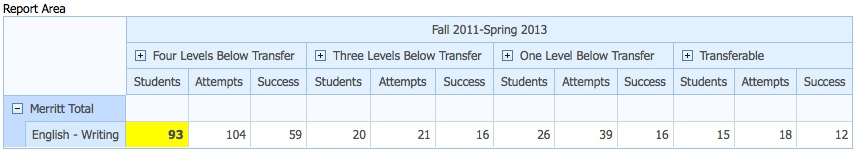 Report Area
Fall 2011-Spring 2013
Four Levels Below Transfer Three Levels Below Transfer One Level Below Transfer Transferable
Students Attempts Success Students Attempts Success Students Attempts Success Students Attempts Success
Merritt Total
English - Writing 93 104 59 20 21 16 26 39 16 15 18 12